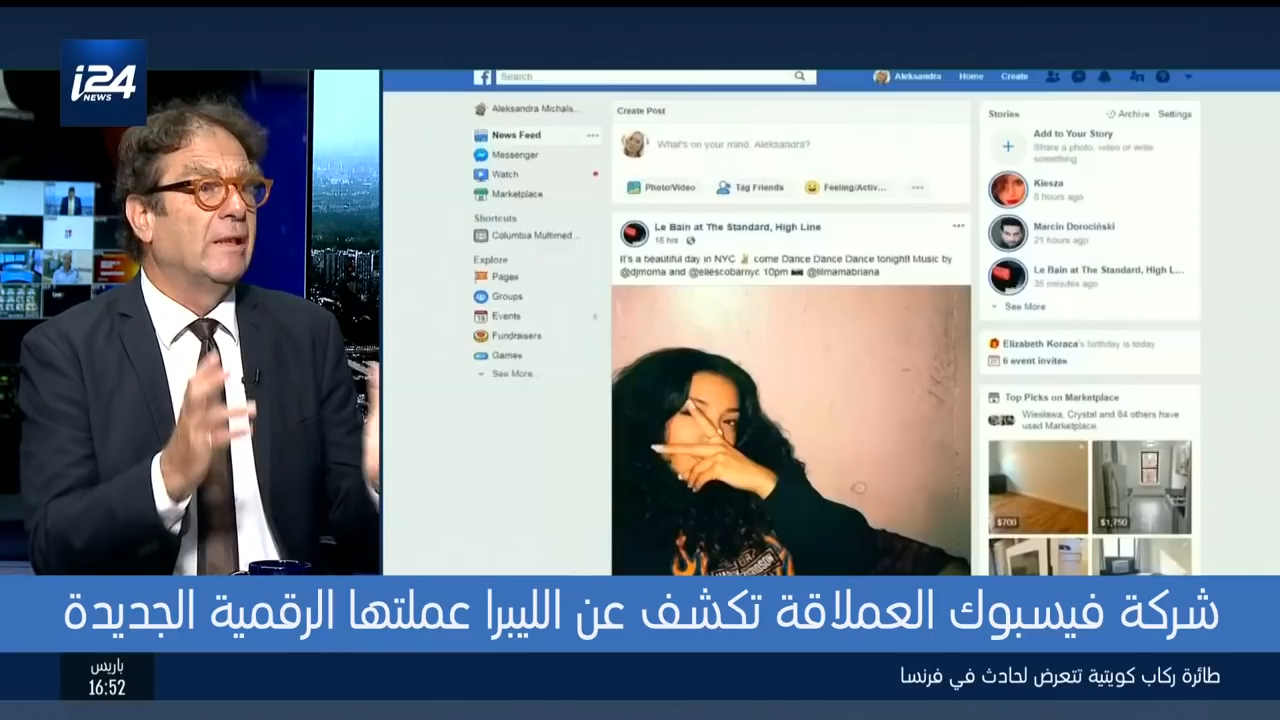 i24
NEWS
Search
Aleksandra
Home
Create
Aleksandra Michals...
News Feed
Messenger
Watch
Marketplace
Shortcuts
Columbia Multimed...
Explore
Pages
Groups
Events
Fundraisers
Games
See More...
Create Post
What's on your mind, Aleksandra?
Photo/Video
Tag Friends
Feeling/Activ...
Le Bain at The Standard, High Line
It's a beautiful day in NYC ✌ come Dance Dance Dance tonight! Music by
@djmoma and @ellescobarnyc 10pm @lilmamabriana
Stories
Archive
Settings
Add to Your Story
Share a photo, video or write
something
Kiesza
8 hours ago
Marcin Dorociński
21 hours ago
Le Bain at The Standard, High L...
35 minutes ago
See More
Elizabeth Koraca's birthday is today
6 event invites
Top Picks on Marketplace
Wiesława, Crystal and 84 others have
used Marketplace.
$700
$1,750
شركة فيسبوك العملاقة تكشف عن الليبرا عملتها الرقمية الجديدة
باريس
16:52
طائرة ركاب كويتية تتعرض لحادث في فرنسا